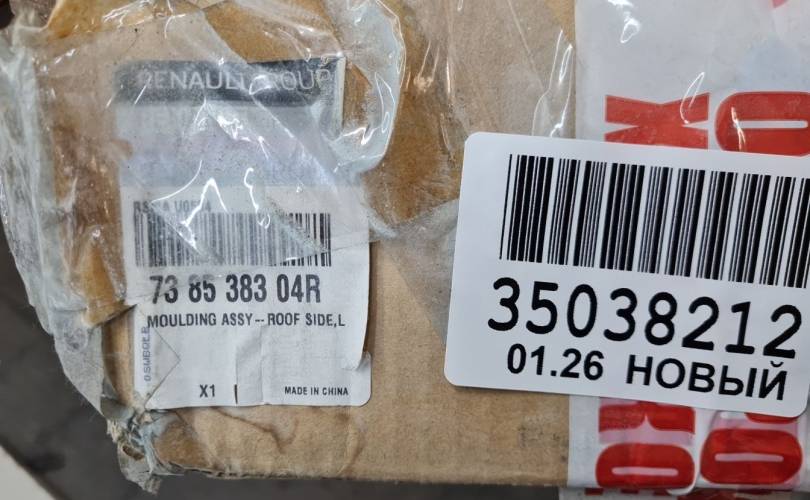 RENAULT GROUP
73 85 383 04R
MOULDING ASSY--ROOF SIDE,L
X1
MADE IN CHINA
35038212
01.26 НОВЫЙ